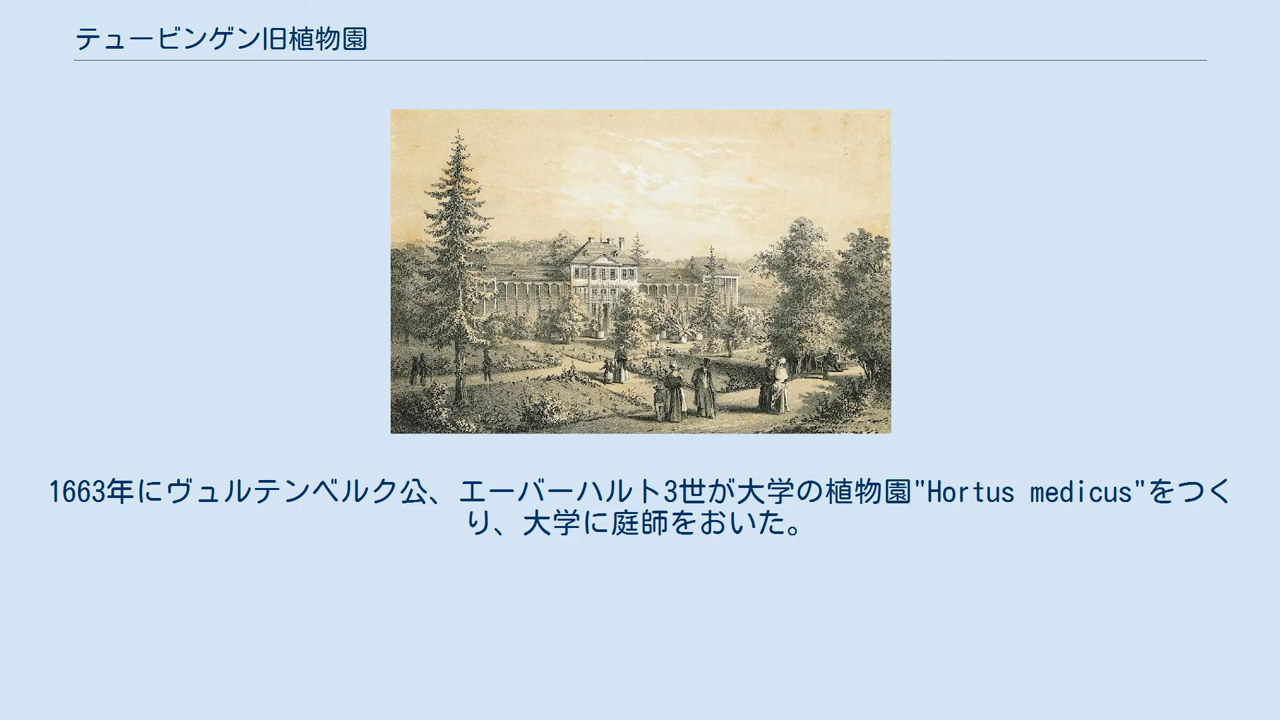 テュービンゲン旧植物園
1663年にヴュルテンベルク公、エーバーハルト3世が大学の植物園"Hortus medicus"をつく
り、大学に庭師をおいた。